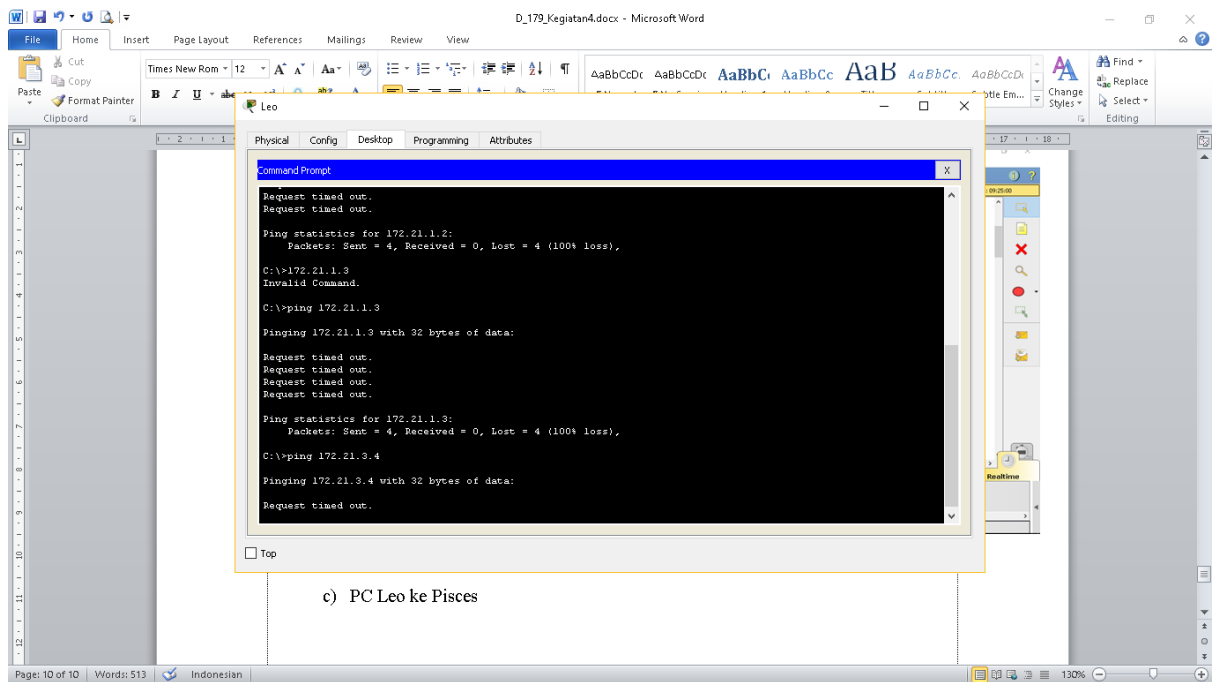 D_179_Kegiatan4.docx - Microsoft Word
File Home Insert Page Layout References Mailings Review View
Paste
Cut
Copy
Format Painter
Clipboard
Times New Rom
12
AaBbCcDc AaBbCcDc AaBbC AaBbCc AaB AaBbCc. AaBbCcDc
Change
Styles
Find
Replace
Select
Editing
Leo
Physical Config Desktop Programming Attributes
Command Prompt X
Request timed out.
Request timed out.
Ping statistics for 172.21.1.2:
Packets: Sent = 4, Received = 0, Lost = 4 (100% loss),
C:\>172.21.1.3
Invalid Command.
C:\>ping 172.21.1.3
Pinging 172.21.1.3 with 32 bytes of data:
Request timed out.
Request timed out.
Request timed out.
Request timed out.
Ping statistics for 172.21.1.3:
Packets: Sent = 4, Received = 0, Lost = 4 (100% loss),
C:\>ping 172.21.3.4
Pinging 172.21.3.4 with 32 bytes of data:
Request timed out.
Top
09:25:00
Realtime
c) PC Leo ke Pisces
Page: 10 of 10 Words: 513 Indonesian 130%